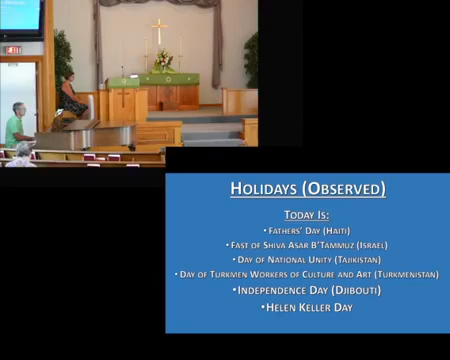 EXIT
Holidays (Observed)
Today Is:
• Fathers' Day (Haiti)
• Fast of Shiva Asar B'Tammuz (Israel)
• Day of National Unity (Tajikistan)
• Day of Turkmen Workers of Culture and Art (Turkmenistan)
• Independence Day (Djibouti)
• Helen Keller Day